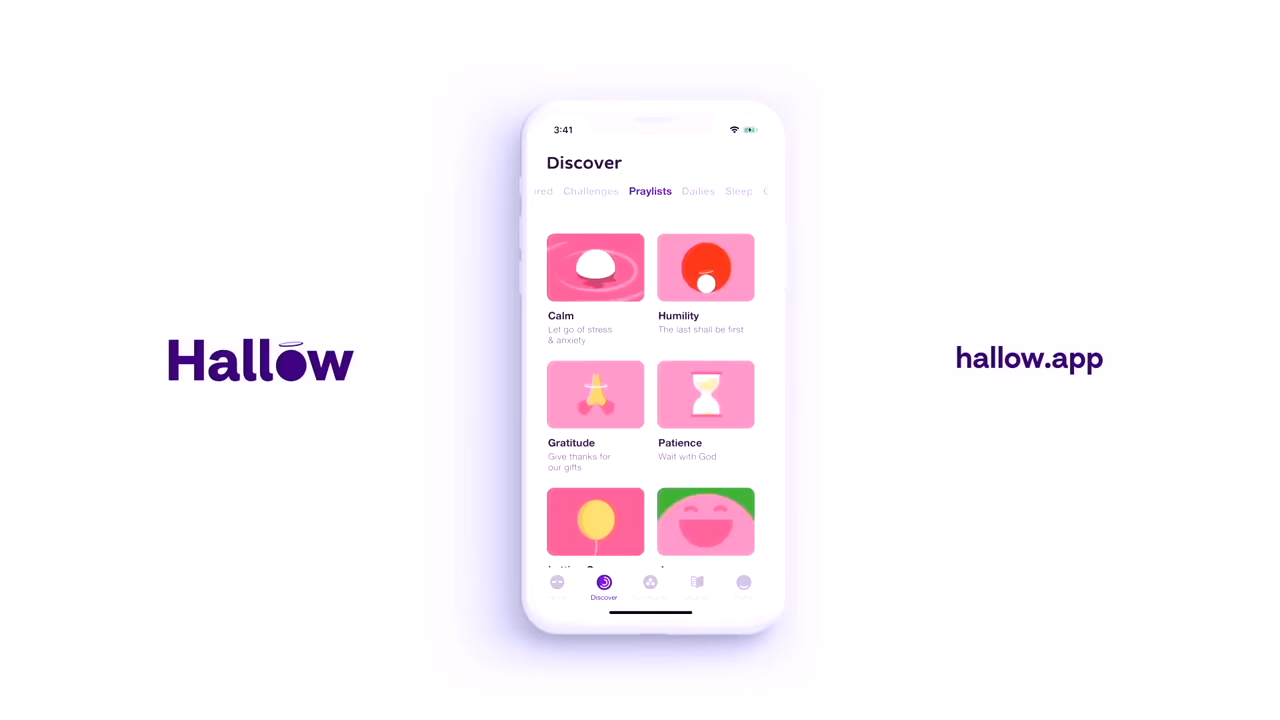 3:41
Discover
Challenges Praylists Dailies Sleep
Calm
Let go of stress
& anxiety
Humility
The last shall be first
Gratitude
Give thanks for
our gifts
Patience
Wait with God
Discover
Hallow
hallow.app